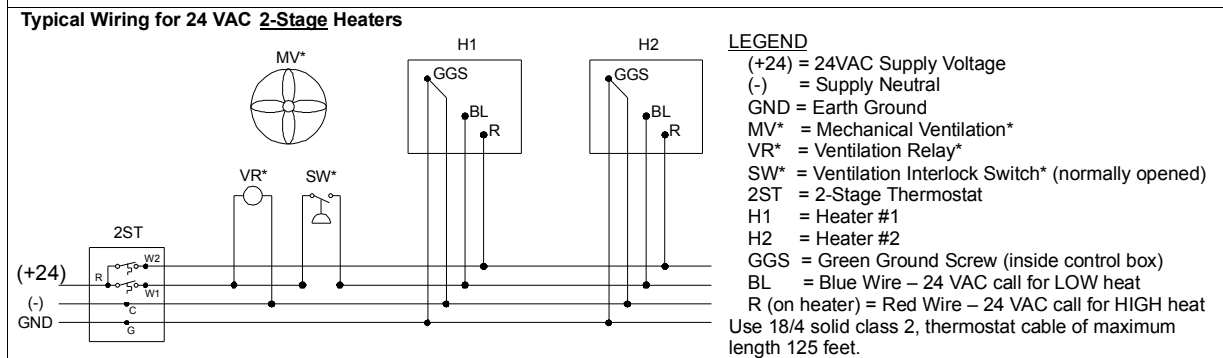 Typical Wiring for 24 VAC 2-Stage Heaters
MV*
H1
H2
GGS
BL
R
GGS
BL
R
VR*
SW*
2ST
(+24)
R
W2
W1
(-)
C
GND
G
LEGEND
(+24) = 24VAC Supply Voltage
(-) = Supply Neutral
GND = Earth Ground
MV* = Mechanical Ventilation*
VR* = Ventilation Relay*
SW* = Ventilation Interlock Switch* (normally opened)
2ST = 2-Stage Thermostat
H1 = Heater #1
H2 = Heater #2
GGS = Green Ground Screw (inside control box)
BL = Blue Wire – 24 VAC call for LOW heat
R (on heater) = Red Wire – 24 VAC call for HIGH heat
Use 18/4 solid class 2, thermostat cable of maximum
length 125 feet.